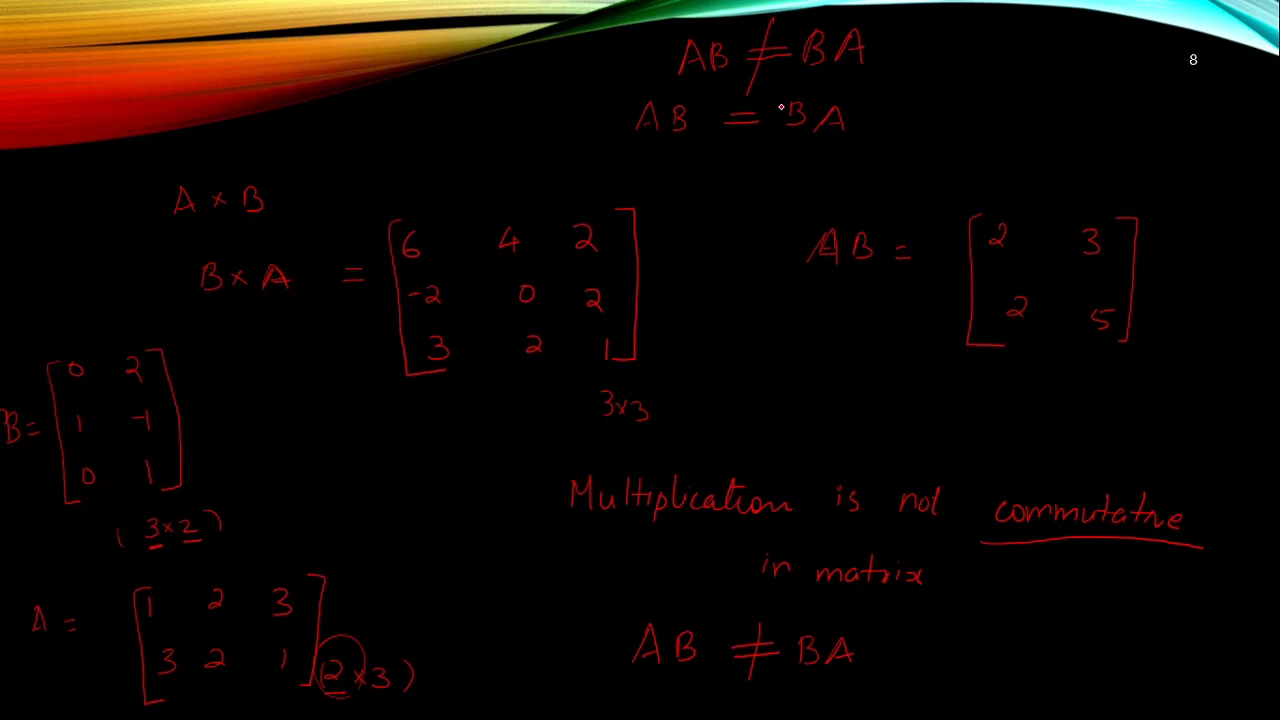 8
AB ≠ BA
AB = BA
A × B
B × A =
6 4 2
-2 0 2
3 2 1
3×3
AB =
2 3
2 5
B =
0 2
1 -1
0 1
( 3×2 )
Multiplication is not commutative
in matrix
A =
1 2 3
3 2 1
(2 × 3)
AB ≠ BA